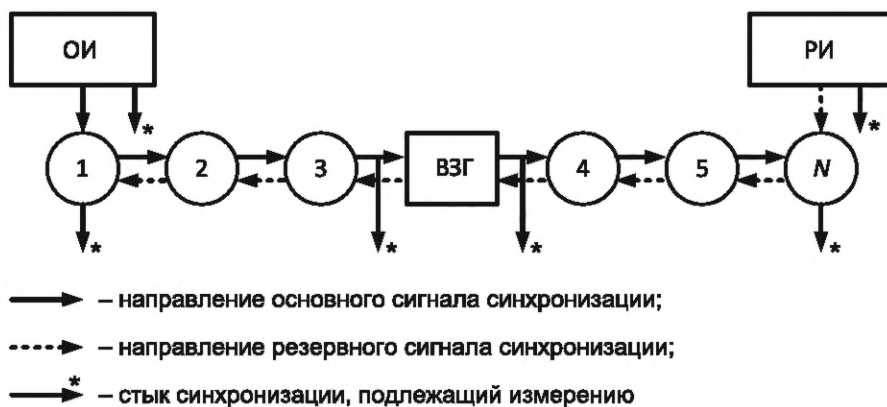 ОИ
РИ
*
*
1
2
3
ВЗГ
4
5
N
*
*
*
*
– направление основного сигнала синхронизации;
– направление резервного сигнала синхронизации;
* – стык синхронизации, подлежащий измерению